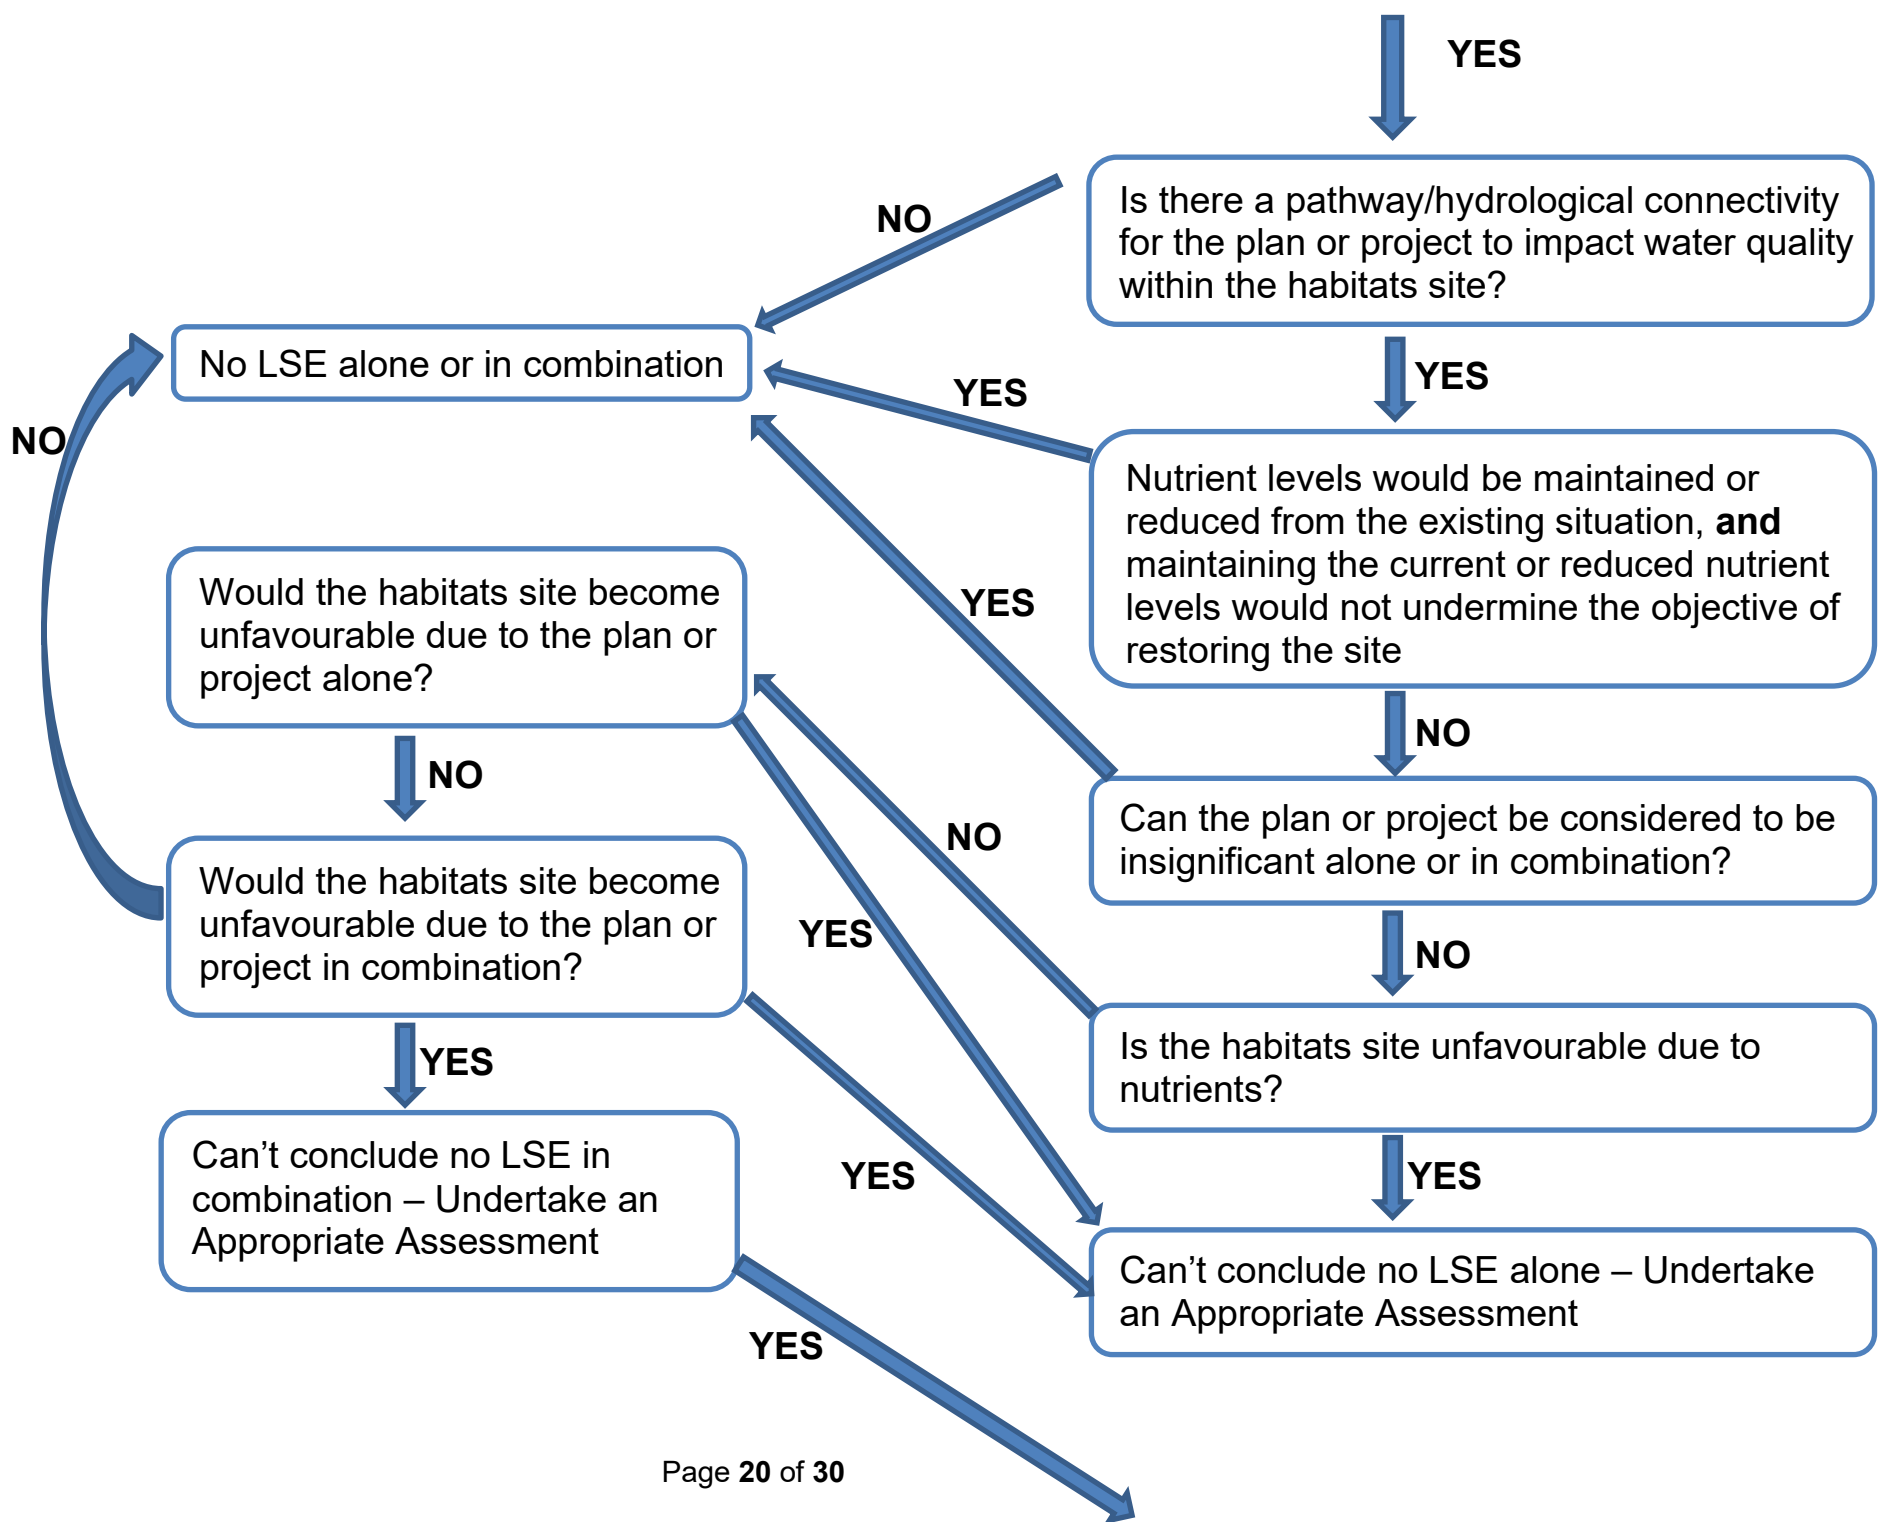 YES
Is there a pathway/hydrological connectivity
for the plan or project to impact water quality
within the habitats site?
NO
No LSE alone or in combination
YES
YES
NO
Nutrient levels would be maintained or
reduced from the existing situation, and
maintaining the current or reduced nutrient
levels would not undermine the objective of
restoring the site
Would the habitats site become
unfavourable due to the plan or
project alone?
YES
NO
NO
Can the plan or project be considered to be
insignificant alone or in combination?
NO
Would the habitats site become
unfavourable due to the plan or
project in combination?
YES
NO
Is the habitats site unfavourable due to
nutrients?
YES
Can’t conclude no LSE in
combination – Undertake an
Appropriate Assessment
YES
YES
Can’t conclude no LSE alone – Undertake
an Appropriate Assessment
YES
Page 20 of 30